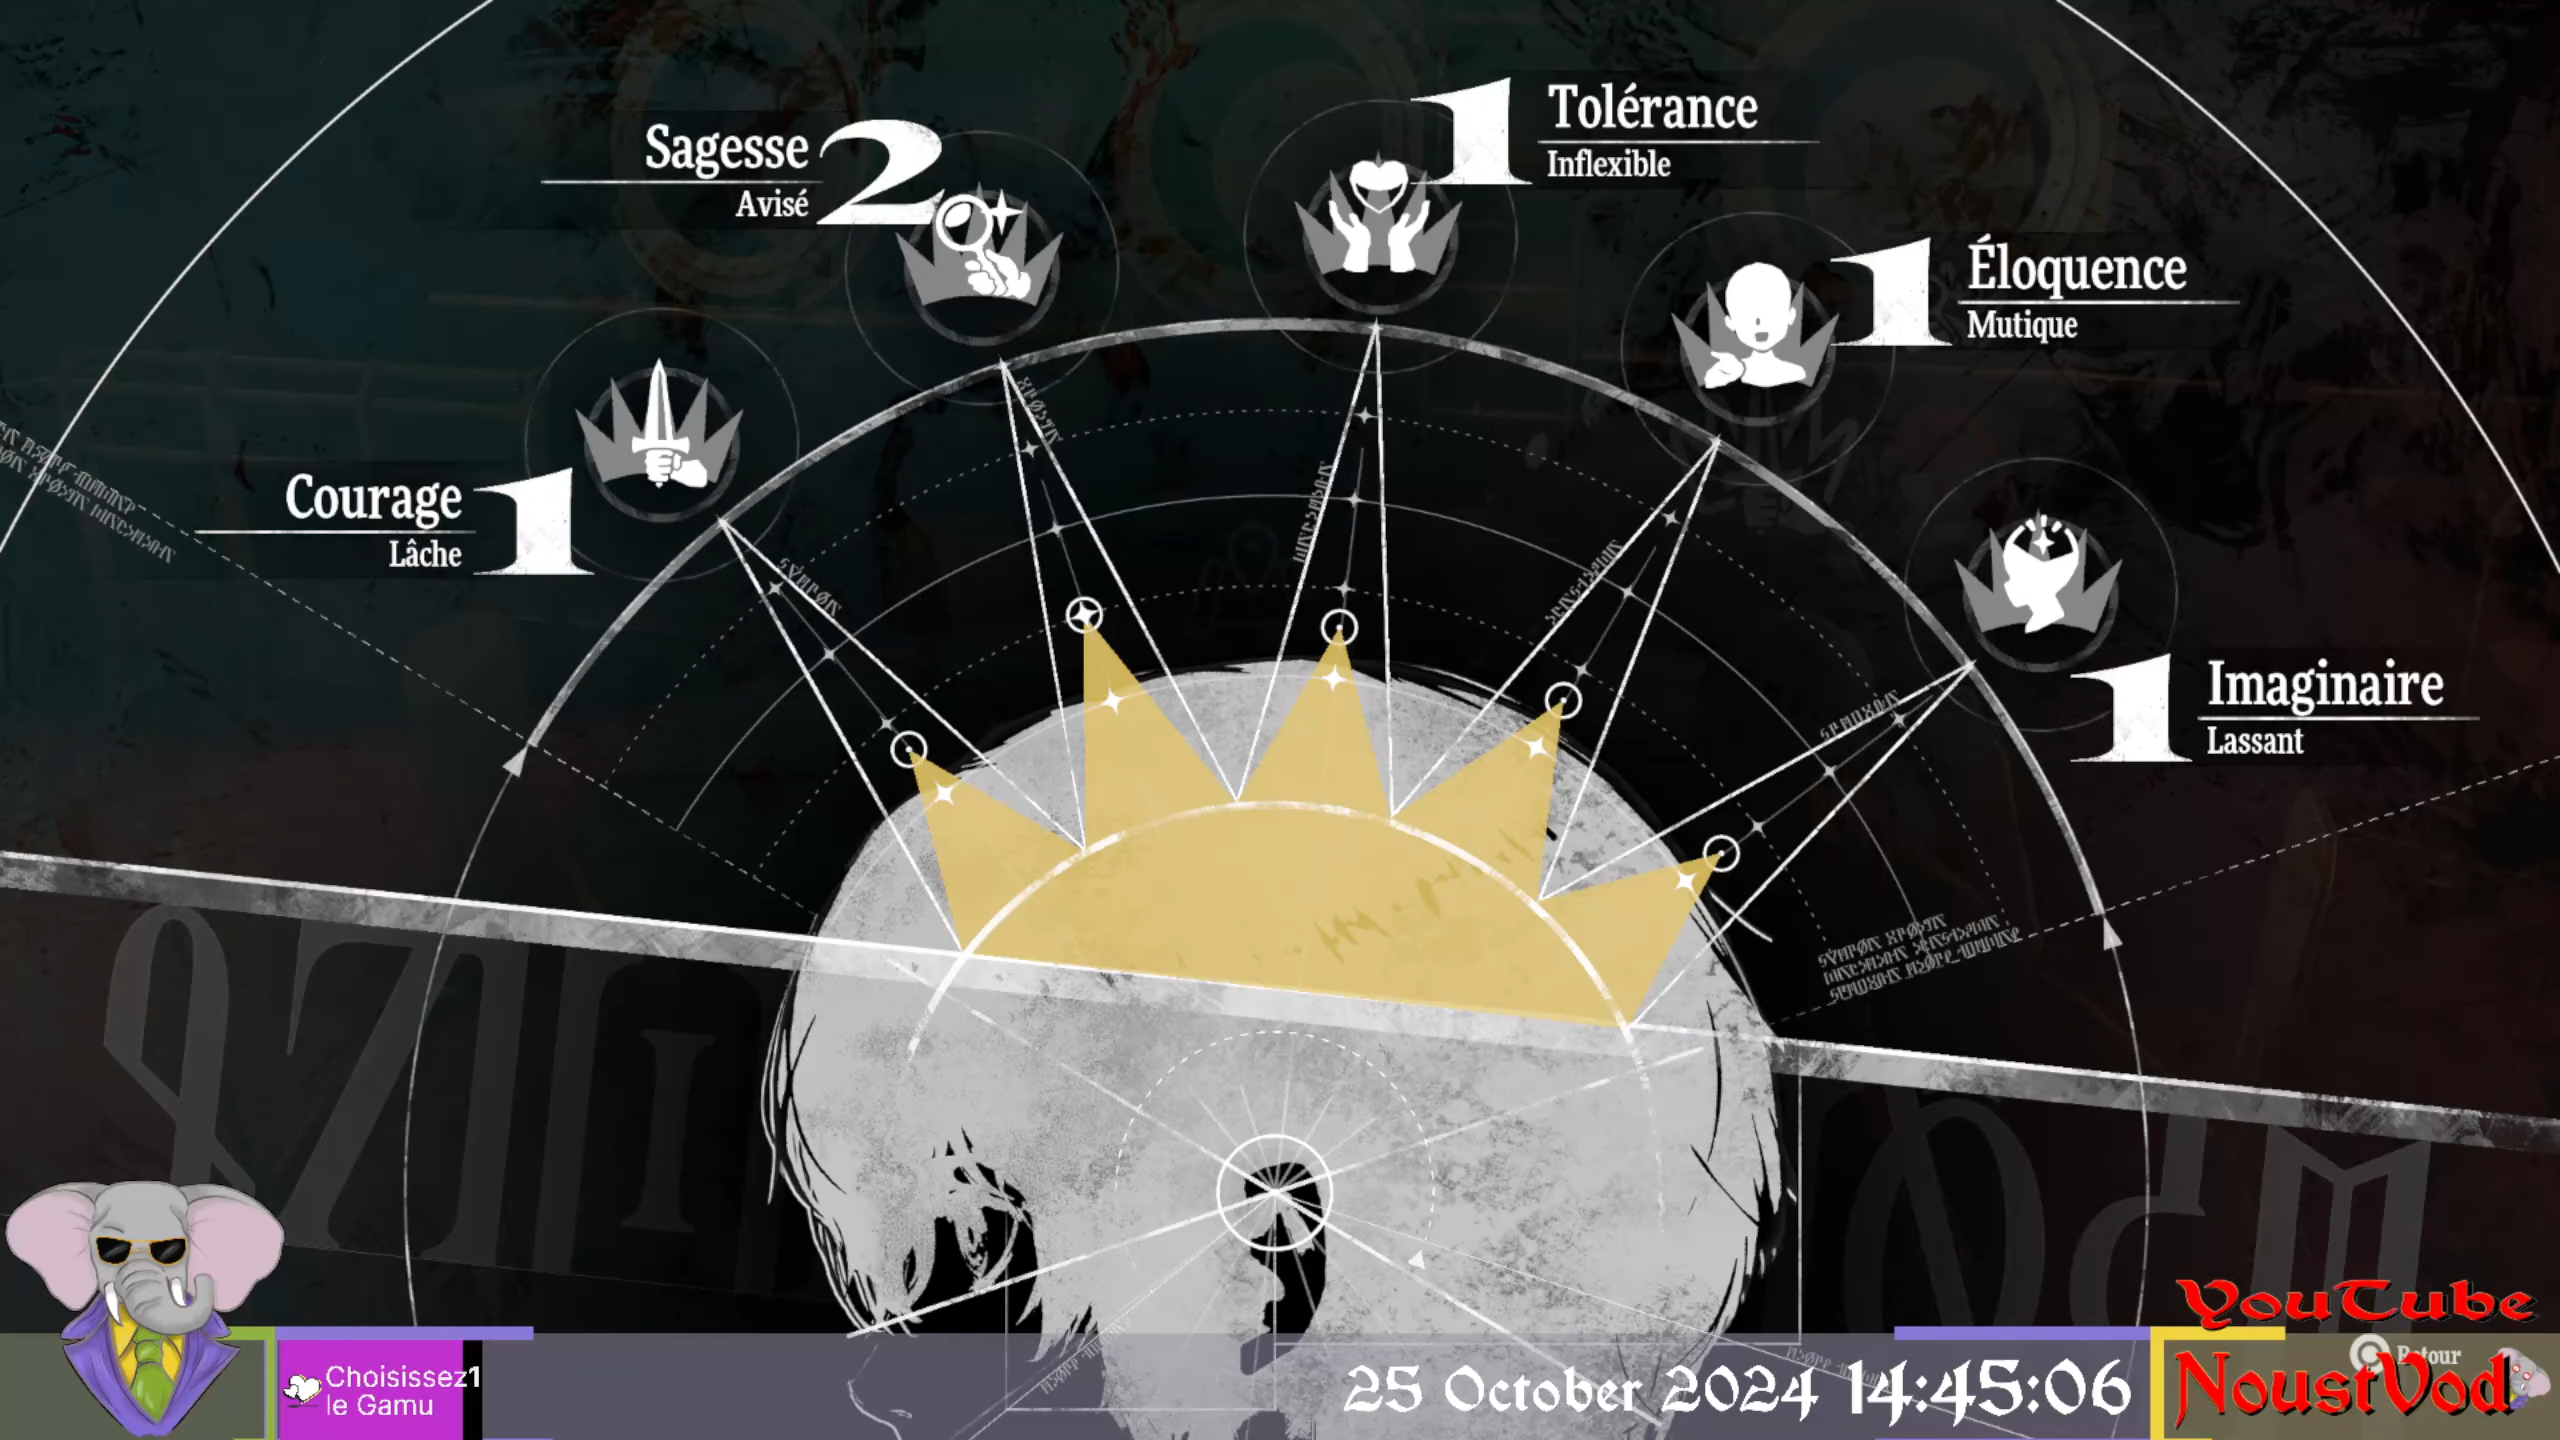 Tolérance
1
Inflexible
Sagesse
2
Avisé
Éloquence
1
Mutique
Courage
1
Lâche
Imaginaire
1
Lassant
YouTube
Retour
Choisissez1
le Gamu
25 October 2024 14:45:06
NoustVod